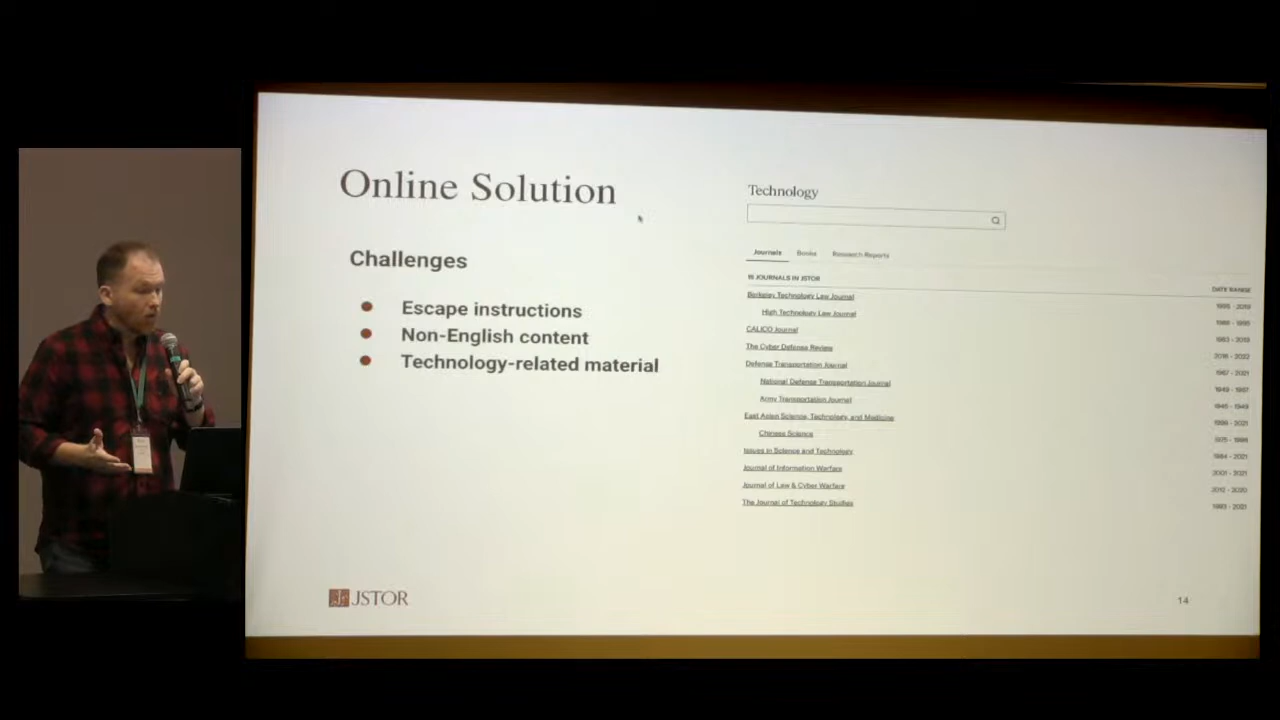 Online Solution
Challenges
Escape instructions
Non-English content
Technology-related material
Technology
Journals Books Research Reports
15 JOURNALS IN JSTOR DATE RANGE
Berkeley Technology Law Journal 1996 - 2019
High Technology Law Journal 1986 - 1995
CALICO Journal 1983 - 2019
The Cyber Defense Review 2016 - 2022
Defense Transportation Journal 1967 - 2021
National Defense Transportation Journal 1949 - 1967
Army Transportation Journal 1945 - 1949
East Asian Science, Technology, and Medicine 1999 - 2021
Chinese Science 1975 - 1998
Issues in Science and Technology 1984 - 2021
Journal of Information Warfare 2001 - 2021
Journal of Law & Cyber Warfare 2012 - 2020
The Journal of Technology Studies 1993 - 2021
JSTOR
14